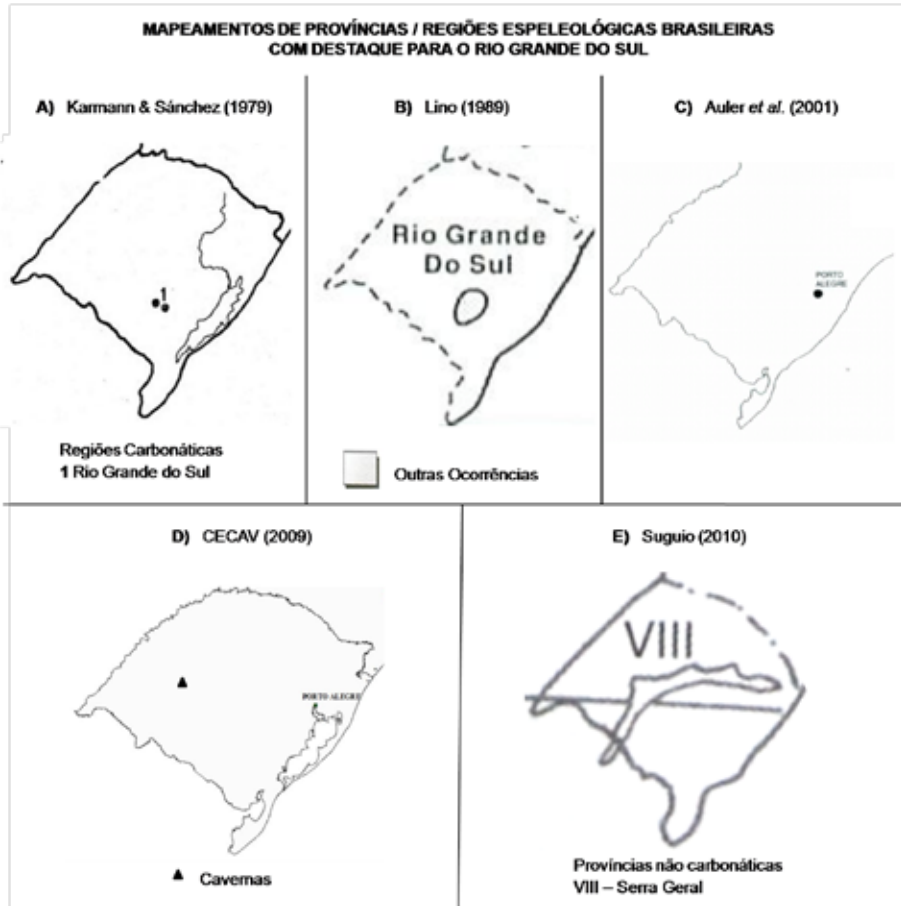 MAPEAMENTOS DE PROVÍNCIAS / REGIÕES ESPELEOLÓGICAS BRASILEIRAS
COM DESTAQUE PARA O RIO GRANDE DO SUL
A) Karmann & Sánchez (1979)
1
Regiões Carbonáticas
1 Rio Grande do Sul
B) Lino (1989)
Rio Grande
Do Sul
Outras Ocorrências
C) Auler et al. (2001)
PORTO
ALEGRE
D) CECAV (2009)
PORTO ALEGRE
Cavernas
E) Suguio (2010)
VIII
Províncias não carbonáticas
VIII – Serra Geral